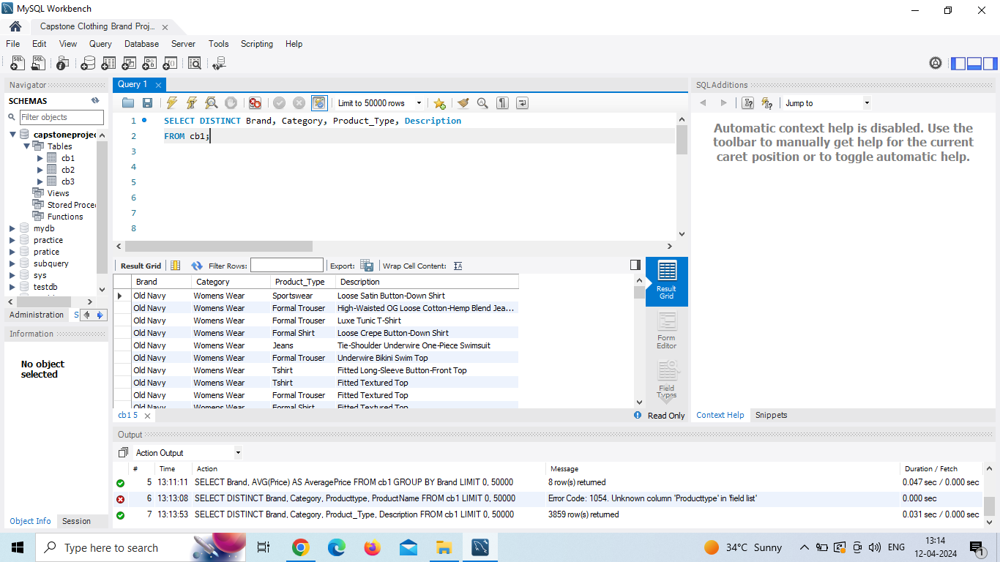 MySQL Workbench
Capstone Clothing Brand Proj...
File Edit View Query Database Server Tools Scripting Help
Navigator
SCHEMAS
Filter objects
capstoneprojec
Tables
cb1
cb2
cb3
Views
Stored Proce
Functions
mydb
practice
pratice
subquery
sys
testdb
Administration S
Information
No object
selected
Object Info Session
Query 1
Limit to 50000 rows
1 SELECT DISTINCT Brand, Category, Product_Type, Description
2 FROM cb1;
3
4
5
6
7
8
Result Grid Filter Rows: Export: Wrap Cell Content:
Brand Category Product_Type Description
Old Navy Womens Wear Sportswear Loose Satin Button-Down Shirt
Old Navy Womens Wear Formal Trouser High-Waisted OG Loose Cotton-Hemp Blend Jea...
Old Navy Womens Wear Formal Trouser Luxe Tunic T-Shirt
Old Navy Womens Wear Formal Shirt Loose Crepe Button-Down Shirt
Old Navy Womens Wear Jeans Tie-Shoulder Underwire One-Piece Swimsuit
Old Navy Womens Wear Formal Trouser Underwire Bikini Swim Top
Old Navy Womens Wear Tshirt Fitted Long-Sleeve Button-Front Top
Old Navy Womens Wear Tshirt Fitted Textured Top
Old Navy Womens Wear Formal Trouser Fitted Textured Top
Old Navy Womens Wear Formal Shirt Fitted Textured Top
Result
Grid
Form
Editor
Field
Types
cb1 5
Read Only
SQLAdditions
Jump to
Automatic context help is disabled. Use the
toolbar to manually get help for the current
caret position or to toggle automatic help.
Context Help Snippets
Output
Action Output
# Time Action Message Duration / Fetch
5 13:11:11 SELECT Brand, AVG(Price) AS AveragePrice FROM cb1 GROUP BY Brand LIMIT 0, 50000 8 row(s) returned 0.047 sec / 0.000 sec
6 13:13:08 SELECT DISTINCT Brand, Category, Producttype, ProductName FROM cb1 LIMIT 0, 50000 Error Code: 1054. Unknown column 'Producttype' in 'field list' 0.000 sec
7 13:13:53 SELECT DISTINCT Brand, Category, Product_Type, Description FROM cb1 LIMIT 0, 50000 3859 row(s) returned 0.031 sec / 0.000 sec
Type here to search
34°C Sunny
ENG
13:14
12-04-2024
1